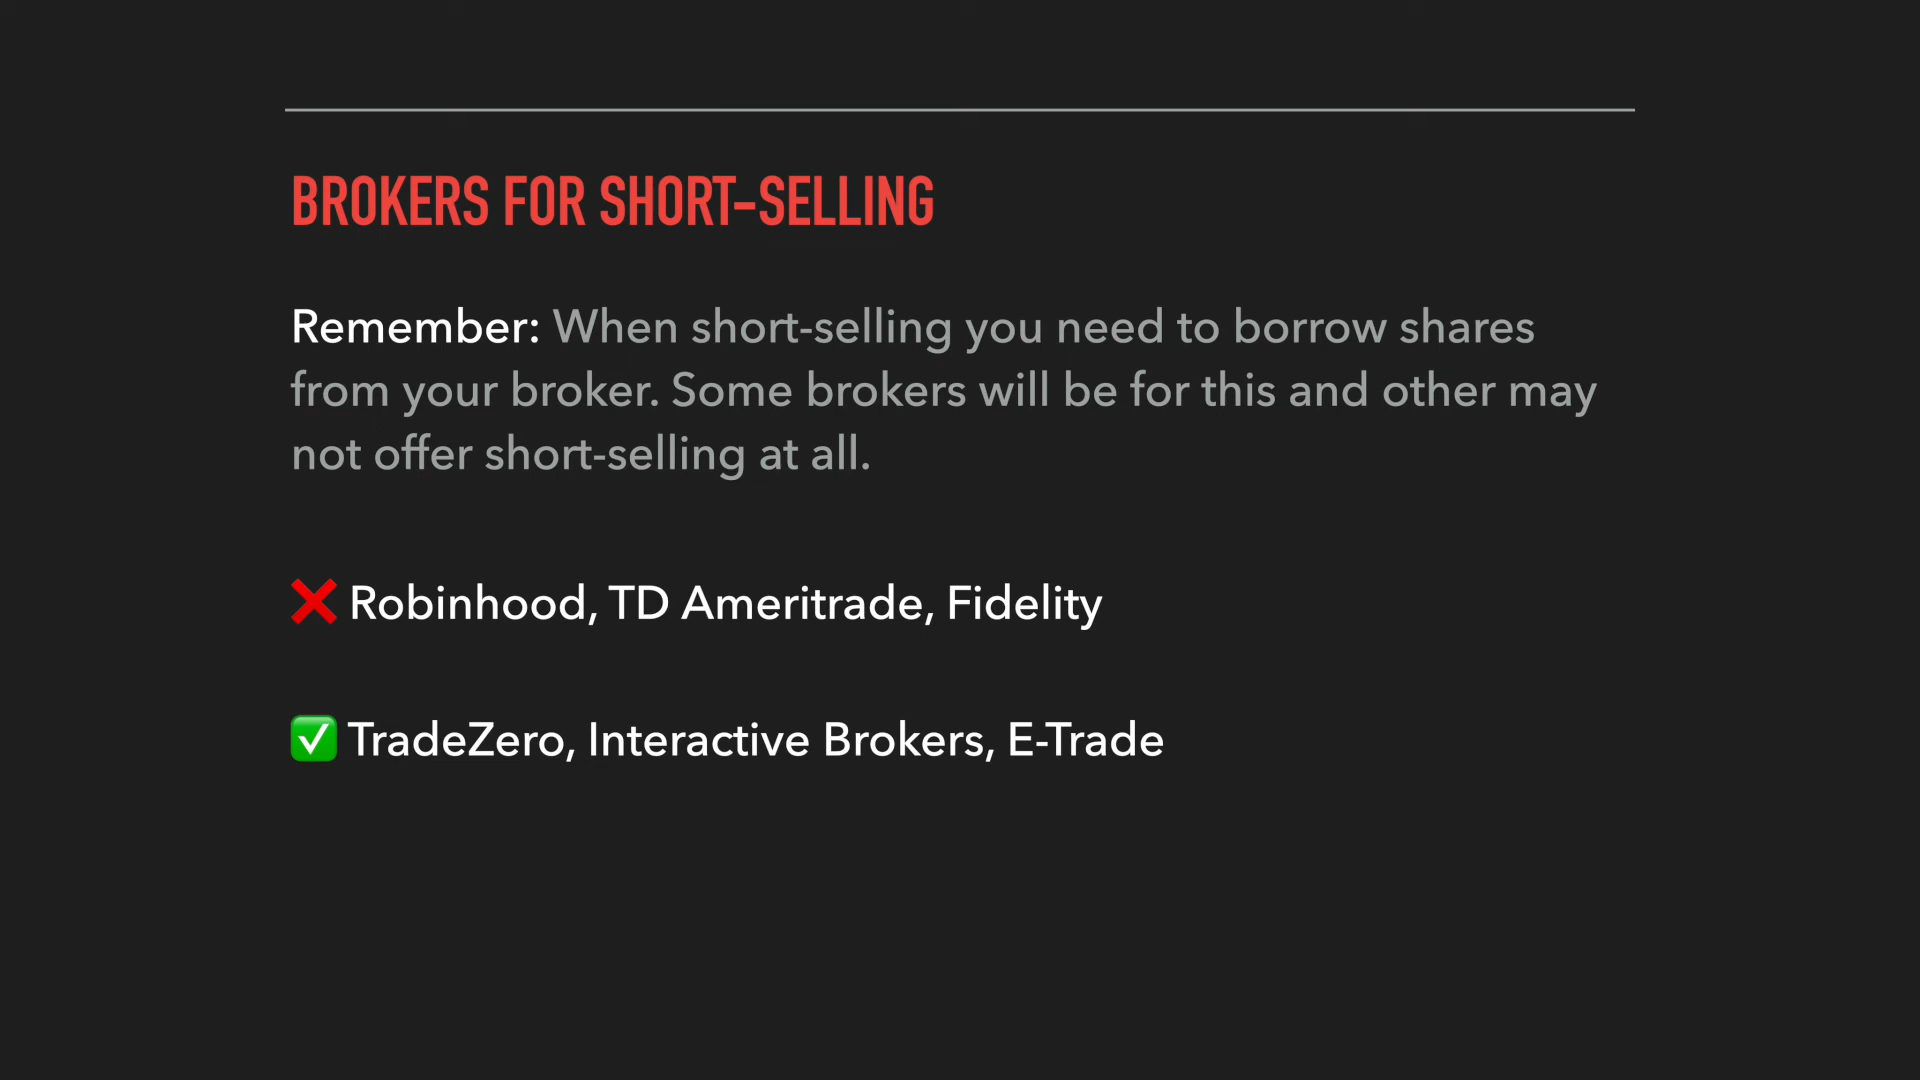 BROKERS FOR SHORT-SELLING
Remember: When short-selling you need to borrow shares
from your broker. Some brokers will be for this and other may
not offer short-selling at all.
❌ Robinhood, TD Ameritrade, Fidelity
✅ TradeZero, Interactive Brokers, E-Trade